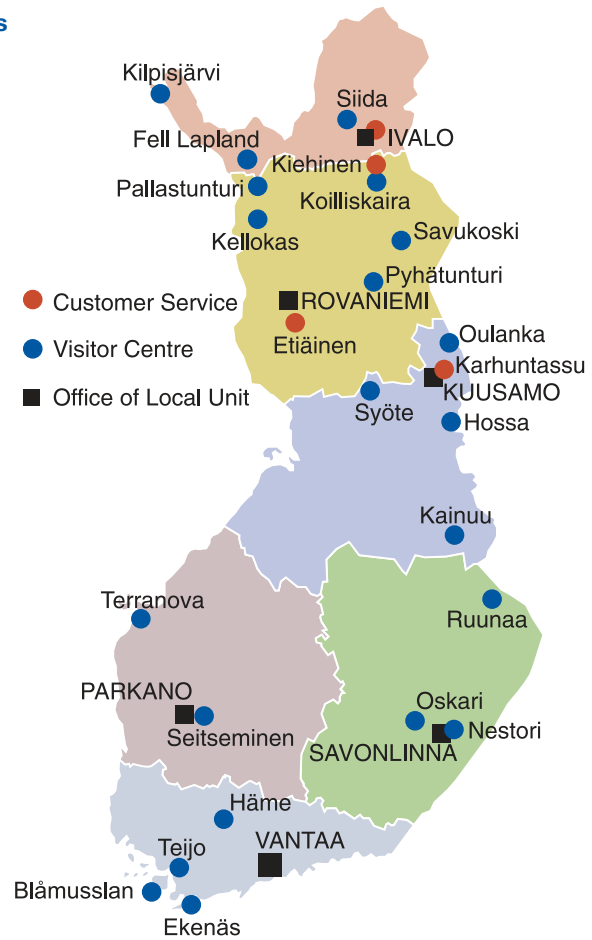 s
Kilpisjärvi
Siida
Fell Lapland
IVALO
Kiehinen
Pallastunturi
Koilliskaira
Kellokas
Savukoski
Pyhätunturi
Customer Service
ROVANIEMI
Etiäinen
Visitor Centre
Oulanka
Karhuntassu
Office of Local Unit
KUUSAMO
Syöte
Hossa
Kainuu
Terranova
Ruunaa
PARKANO
Oskari
Seitseminen
Nestori
SAVONLINNA
Häme
VANTAA
Teijo
Blåmusslan
Ekenäs